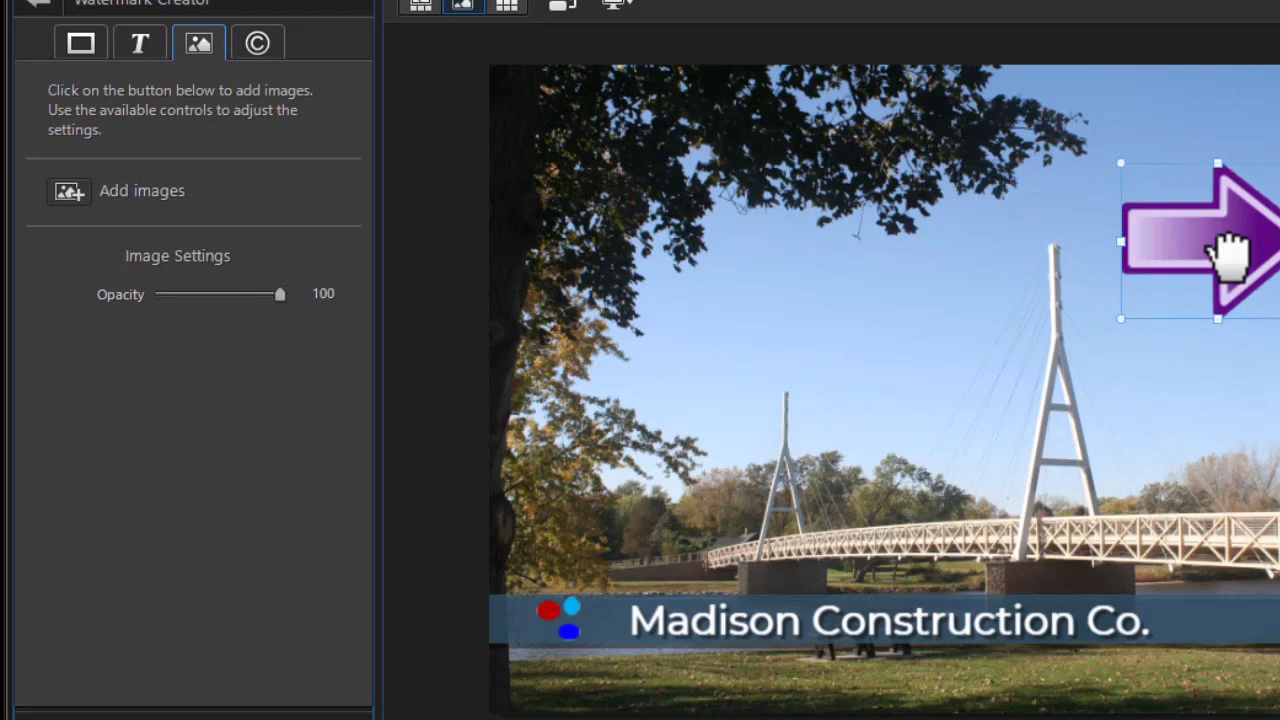 Watermark Creator
T
©
Click on the button below to add images.
Use the available controls to adjust the
settings.
Add images
Image Settings
Opacity 100
Madison Construction Co.